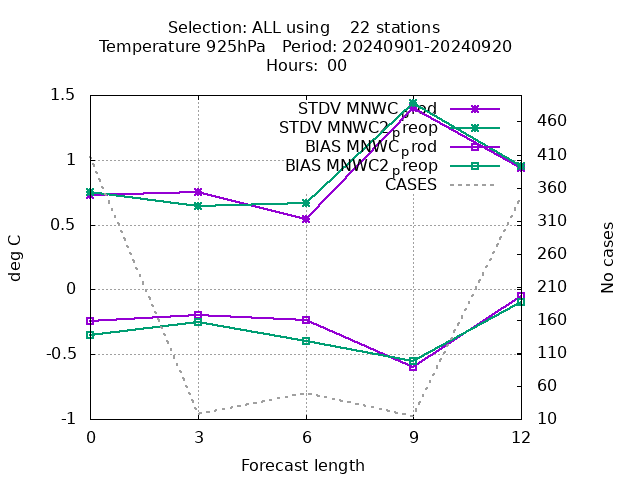 Selection: ALL using    22 stations
Temperature 925hPa   Period: 20240901-20240920
Hours:  00
STDV MNWC_prod
STDV MNWC2_preop
BIAS MNWC_prod
BIAS MNWC2_preop
CASES
deg C
1.5
1
0.5
0
-0.5
-1
460
410
360
310
260
210
160
110
60
10
No cases
0 3 6 9 12
Forecast length